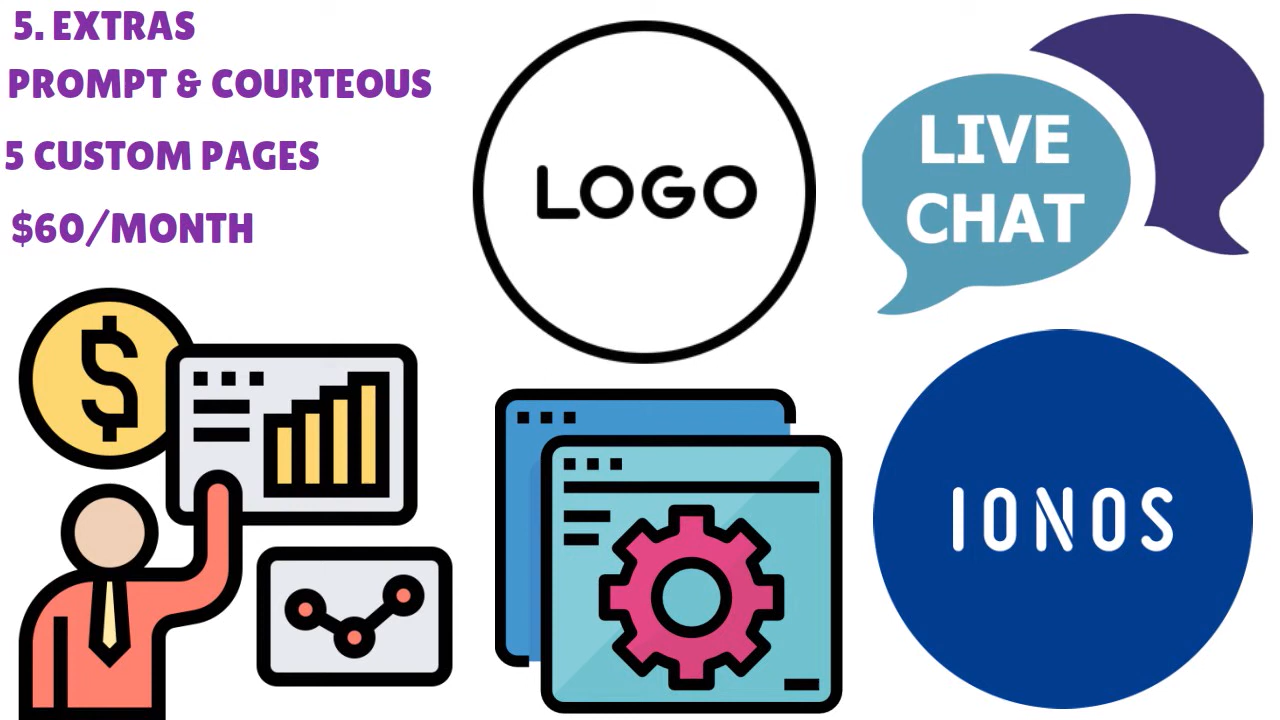 5. EXTRAS
PROMPT & COURTEOUS
5 CUSTOM PAGES
$60/MONTH
LOGO
LIVE
CHAT
$
IONOS